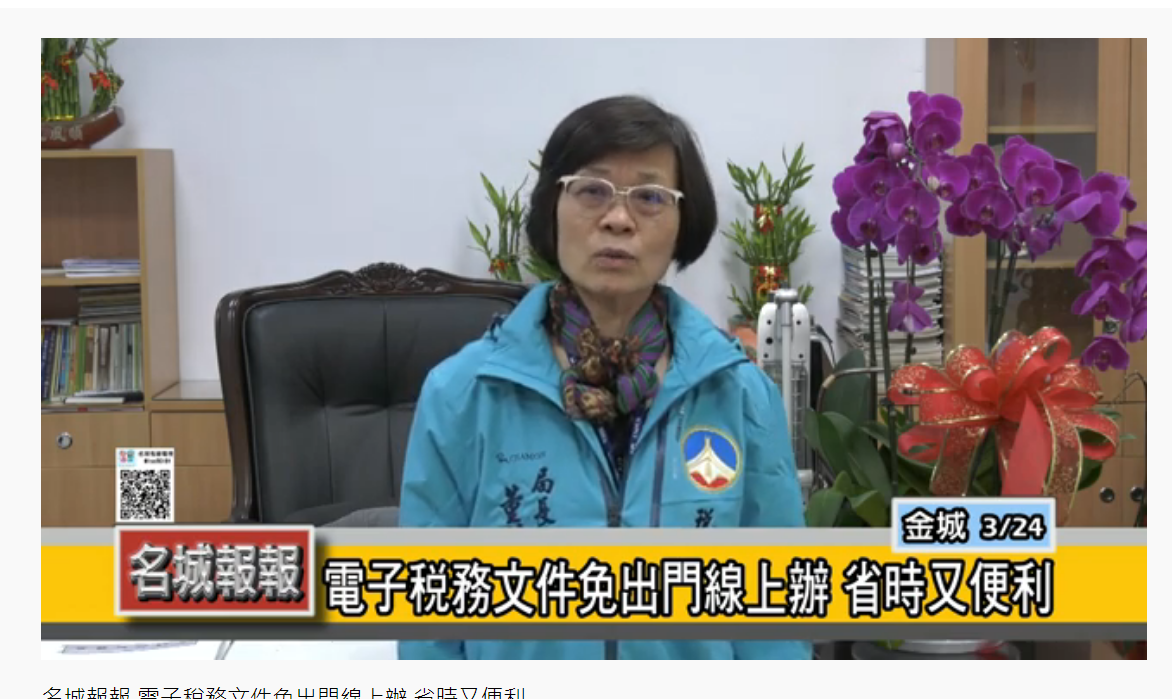 局長
董
稅
金城 3/24
名城報報
電子稅務文件免出門線上辦 省時又便利
名城報報 電子稅務文件免出門線上辦 省時又便利